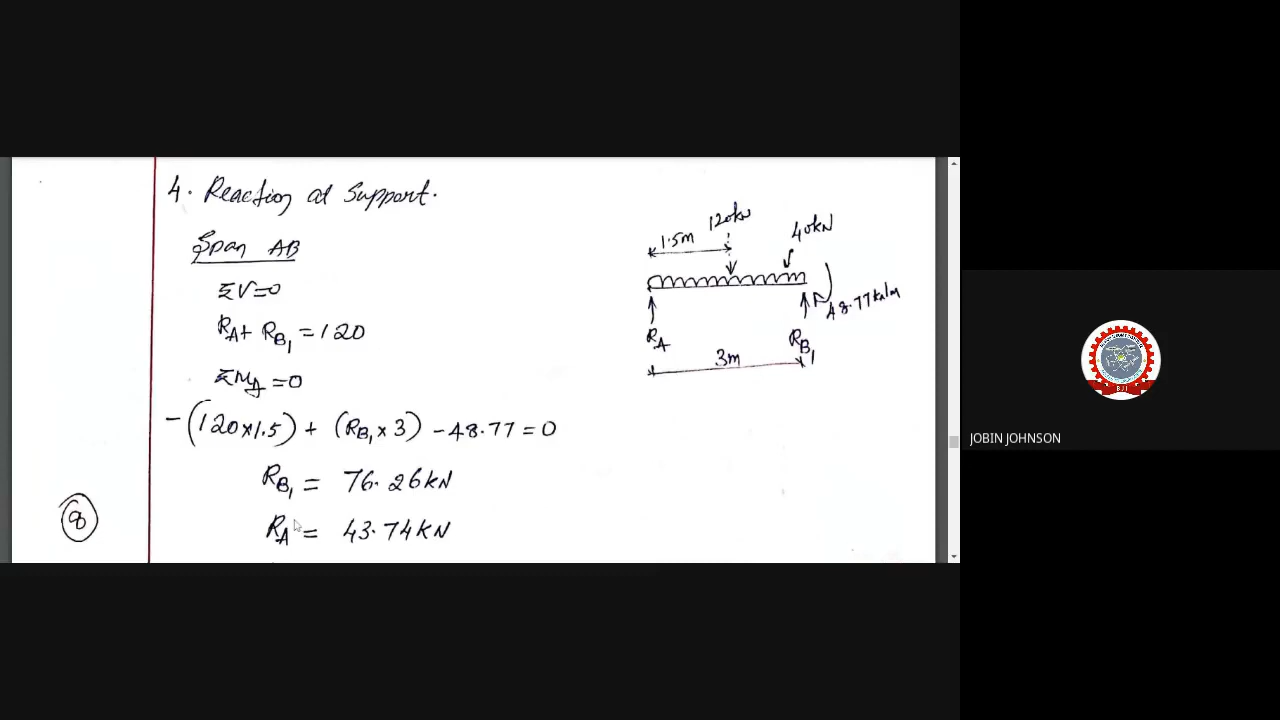 4. Reaction at Support.
Span AB
ΣV=0
RA + RB1 = 120
ΣMA = 0
-(120×1.5) + (RB1 × 3) - 48.77 = 0
RB1 = 76.26kN
RA = 43.74kN
8
120kN
40kN
1.5m
48.77kNm
RA
RB1
3m
BJI
JOBIN JOHNSON